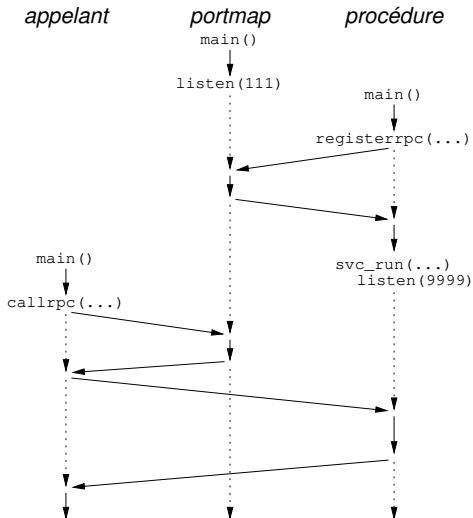 appelant portmap procédure
main()
listen(111)
main()
registerrpc(...)
main()
svc_run(...)
listen(9999)
callrpc(...)